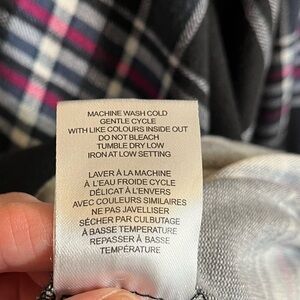 MACHINE WASH COLD
GENTLE CYCLE
WITH LIKE COLOURS INSIDE OUT
DO NOT BLEACH
TUMBLE DRY LOW
IRON AT LOW SETTING
LAVER À LA MACHINE
À L'EAU FROIDE CYCLE
DÉLICAT À L'ENVERS
AVEC COULEURS SIMILAIRES
NE PAS JAVELLISER
SÉCHER PAR CULBUTAGE
À BASSE TEMPERATURE
REPASSER À BASSE
TEMPÉRATURE